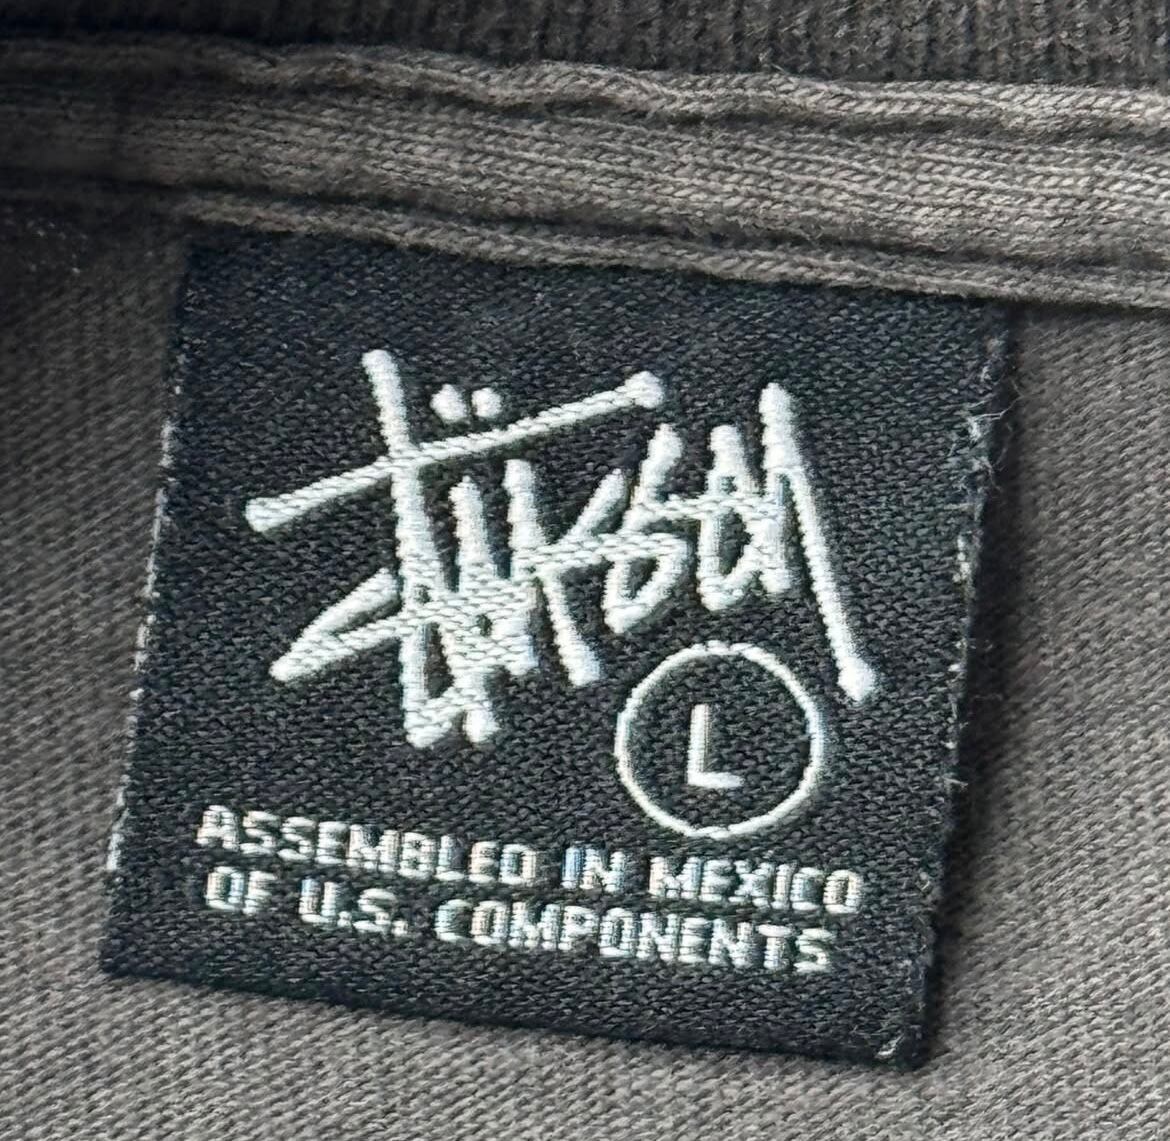 Stüssy
L
ASSEMBLED IN MEXICO
OF U.S. COMPONENTS